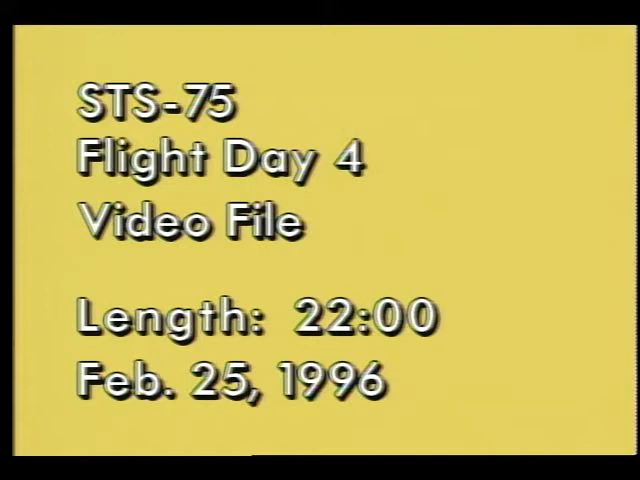 STS-75
Flight Day 4
Video File
Length: 22:00
Feb. 25, 1996